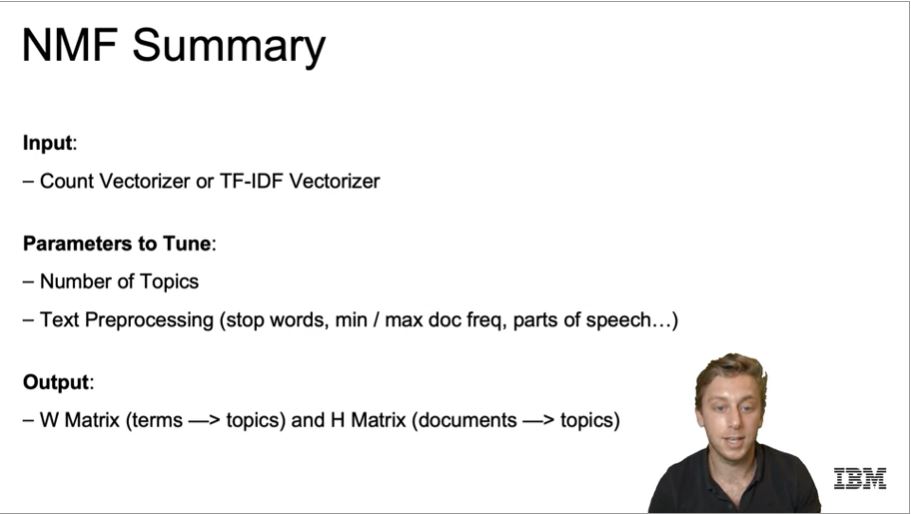 NMF Summary
Input:
– Count Vectorizer or TF-IDF Vectorizer
Parameters to Tune:
– Number of Topics
– Text Preprocessing (stop words, min / max doc freq, parts of speech…)
Output:
– W Matrix (terms —> topics) and H Matrix (documents —> topics)
IBM